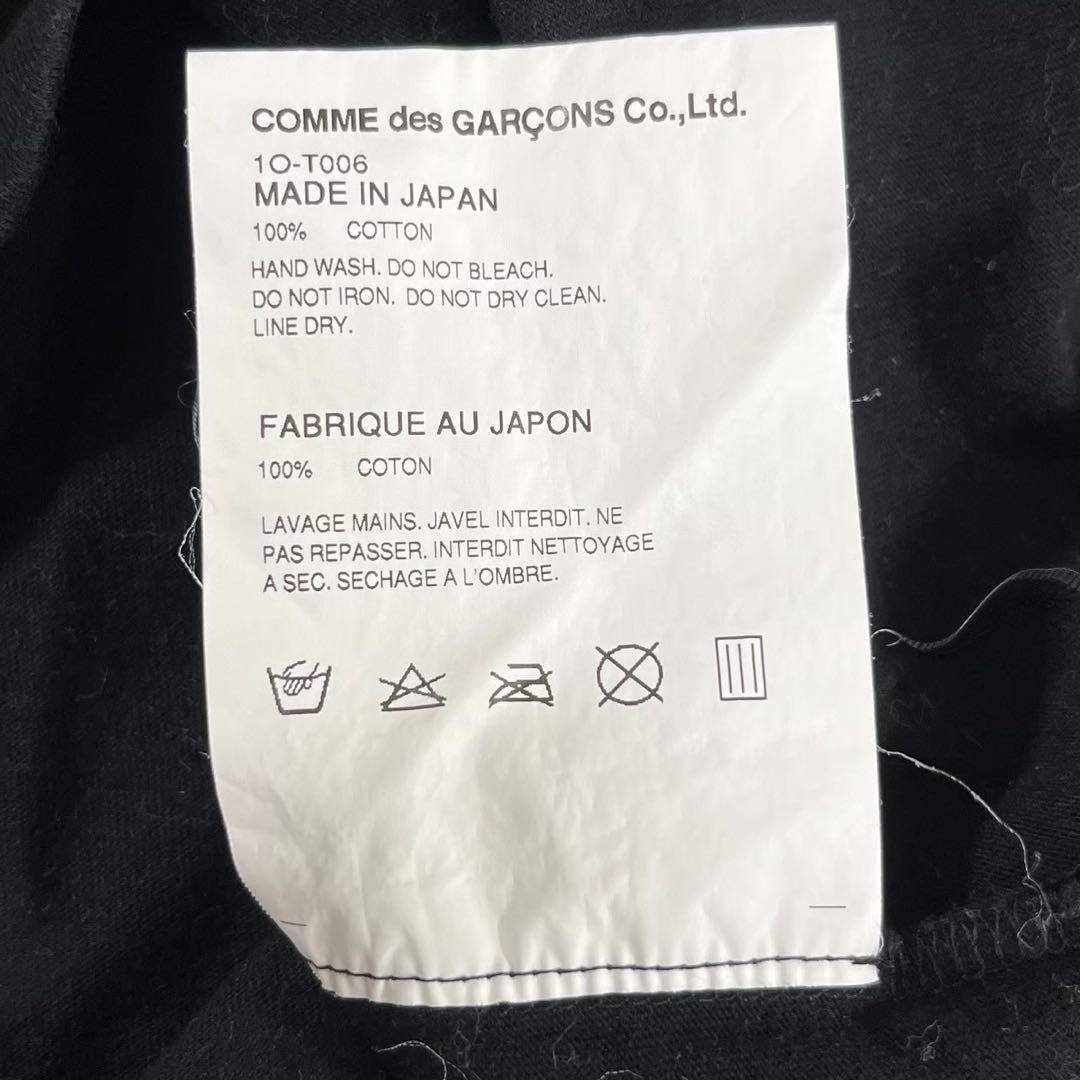 COMME des GARÇONS Co.,Ltd.
1O-T006
MADE IN JAPAN
100% COTTON
HAND WASH. DO NOT BLEACH.
DO NOT IRON. DO NOT DRY CLEAN.
LINE DRY.
FABRIQUE AU JAPON
100% COTON
LAVAGE MAINS. JAVEL INTERDIT. NE
PAS REPASSER. INTERDIT NETTOYAGE
A SEC. SECHAGE A L'OMBRE.